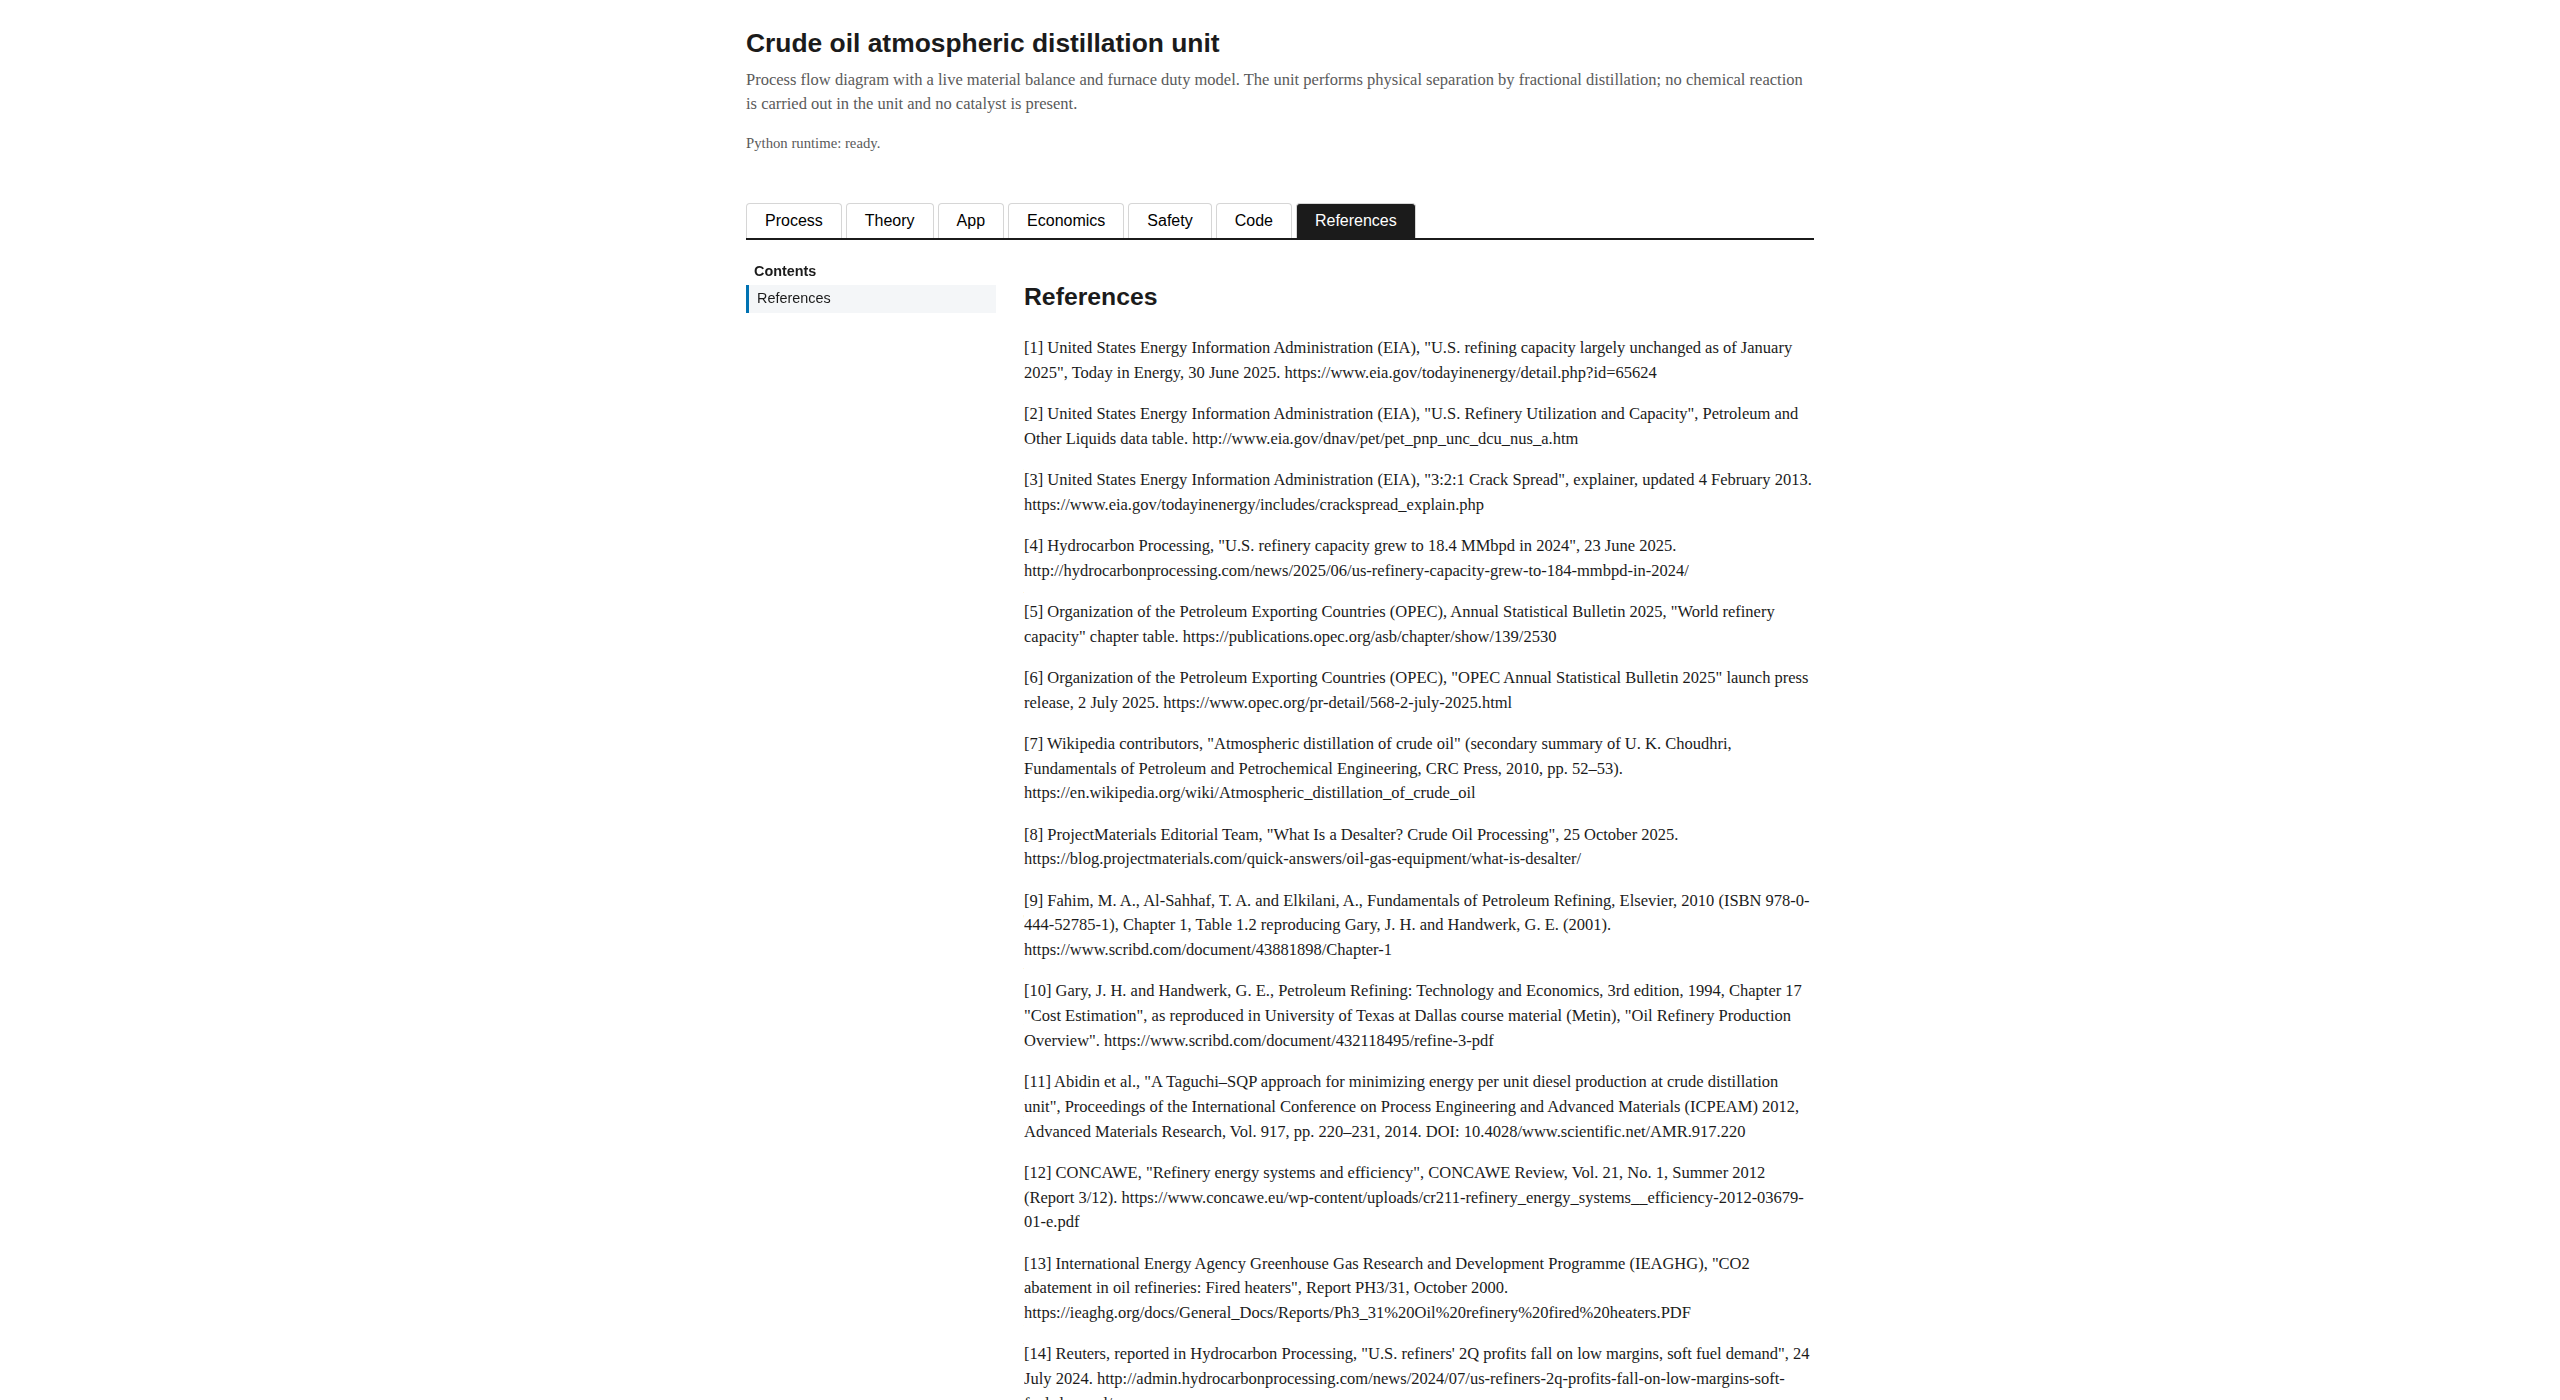 Crude oil atmospheric distillation unit
Process flow diagram with a live material balance and furnace duty model. The unit performs physical separation by fractional distillation; no chemical reaction
is carried out in the unit and no catalyst is present.
Python runtime: ready.
Process
Theory
App
Economics
Safety
Code
References
Contents
References
References
[1] United States Energy Information Administration (EIA), "U.S. refining capacity largely unchanged as of January
2025", Today in Energy, 30 June 2025. https://www.eia.gov/todayinenergy/detail.php?id=65624
[2] United States Energy Information Administration (EIA), "U.S. Refinery Utilization and Capacity", Petroleum and
Other Liquids data table. http://www.eia.gov/dnav/pet/pet_pnp_unc_dcu_nus_a.htm
[3] United States Energy Information Administration (EIA), "3:2:1 Crack Spread", explainer, updated 4 February 2013.
https://www.eia.gov/todayinenergy/includes/crackspread_explain.php
[4] Hydrocarbon Processing, "U.S. refinery capacity grew to 18.4 MMbpd in 2024", 23 June 2025.
http://hydrocarbonprocessing.com/news/2025/06/us-refinery-capacity-grew-to-184-mmbpd-in-2024/
[5] Organization of the Petroleum Exporting Countries (OPEC), Annual Statistical Bulletin 2025, "World refinery
capacity" chapter table. https://publications.opec.org/asb/chapter/show/139/2530
[6] Organization of the Petroleum Exporting Countries (OPEC), "OPEC Annual Statistical Bulletin 2025" launch press
release, 2 July 2025. https://www.opec.org/pr-detail/568-2-july-2025.html
[7] Wikipedia contributors, "Atmospheric distillation of crude oil" (secondary summary of U. K. Choudhri,
Fundamentals of Petroleum and Petrochemical Engineering, CRC Press, 2010, pp. 52–53).
https://en.wikipedia.org/wiki/Atmospheric_distillation_of_crude_oil
[8] ProjectMaterials Editorial Team, "What Is a Desalter? Crude Oil Processing", 25 October 2025.
https://blog.projectmaterials.com/quick-answers/oil-gas-equipment/what-is-desalter/
[9] Fahim, M. A., Al-Sahhaf, T. A. and Elkilani, A., Fundamentals of Petroleum Refining, Elsevier, 2010 (ISBN 978-0-
444-52785-1), Chapter 1, Table 1.2 reproducing Gary, J. H. and Handwerk, G. E. (2001).
https://www.scribd.com/document/43881898/Chapter-1
[10] Gary, J. H. and Handwerk, G. E., Petroleum Refining: Technology and Economics, 3rd edition, 1994, Chapter 17
"Cost Estimation", as reproduced in University of Texas at Dallas course material (Metin), "Oil Refinery Production
Overview". https://www.scribd.com/document/432118495/refine-3-pdf
[11] Abidin et al., "A Taguchi–SQP approach for minimizing energy per unit diesel production at crude distillation
unit", Proceedings of the International Conference on Process Engineering and Advanced Materials (ICPEAM) 2012,
Advanced Materials Research, Vol. 917, pp. 220–231, 2014. DOI: 10.4028/www.scientific.net/AMR.917.220
[12] CONCAWE, "Refinery energy systems and efficiency", CONCAWE Review, Vol. 21, No. 1, Summer 2012
(Report 3/12). https://www.concawe.eu/wp-content/uploads/cr211-refinery_energy_systems__efficiency-2012-03679-
01-e.pdf
[13] International Energy Agency Greenhouse Gas Research and Development Programme (IEAGHG), "CO2
abatement in oil refineries: Fired heaters", Report PH3/31, October 2000.
https://ieaghg.org/docs/General_Docs/Reports/Ph3_31%20Oil%20refinery%20fired%20heaters.PDF
[14] Reuters, reported in Hydrocarbon Processing, "U.S. refiners' 2Q profits fall on low margins, soft fuel demand", 24
July 2024. http://admin.hydrocarbonprocessing.com/news/2024/07/us-refiners-2q-profits-fall-on-low-margins-soft-